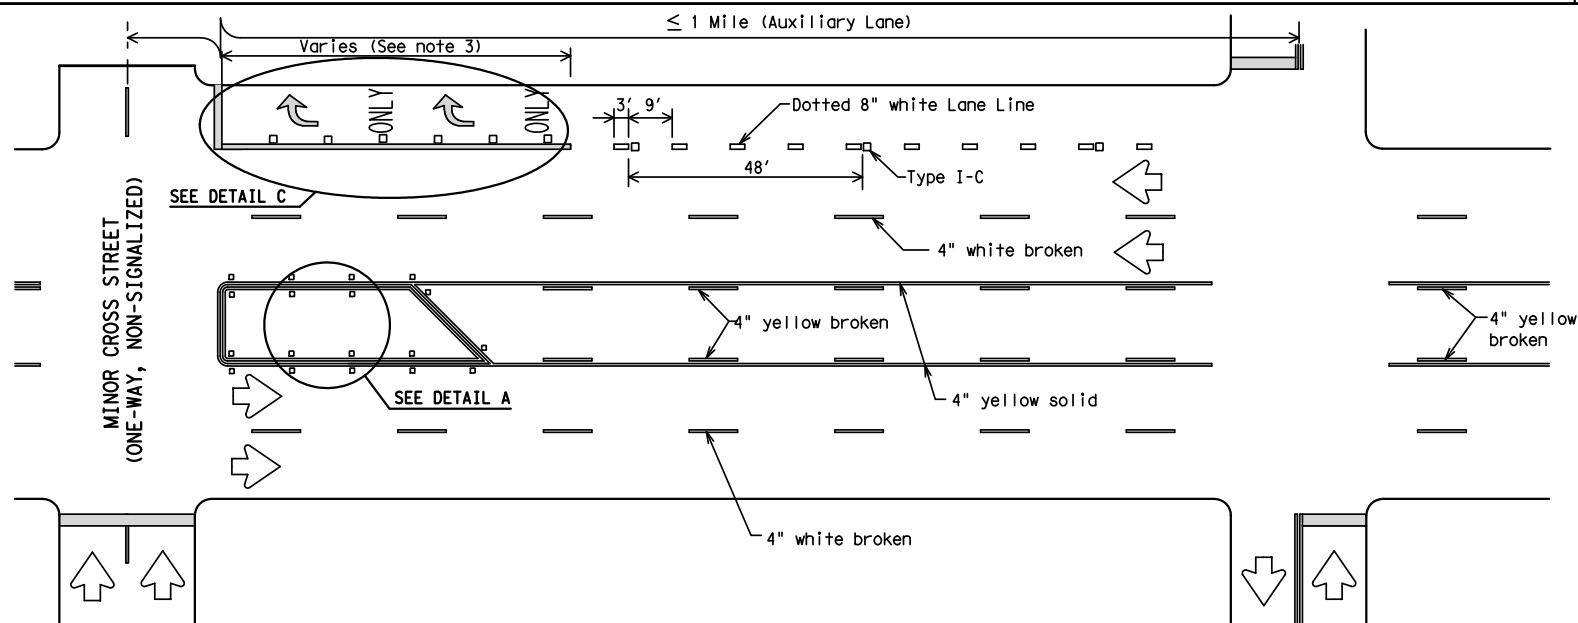 ≤ 1 Mile (Auxiliary Lane)
Varies (See note 3)
ONLY
ONLY
3' 9'
Dotted 8" white Lane Line
48'
Type I-C
SEE DETAIL C
4" white broken
MINOR CROSS STREET
(ONE-WAY, NON-SIGNALIZED)
4" yellow broken
4" yellow
broken
SEE DETAIL A
4" yellow solid
4" white broken